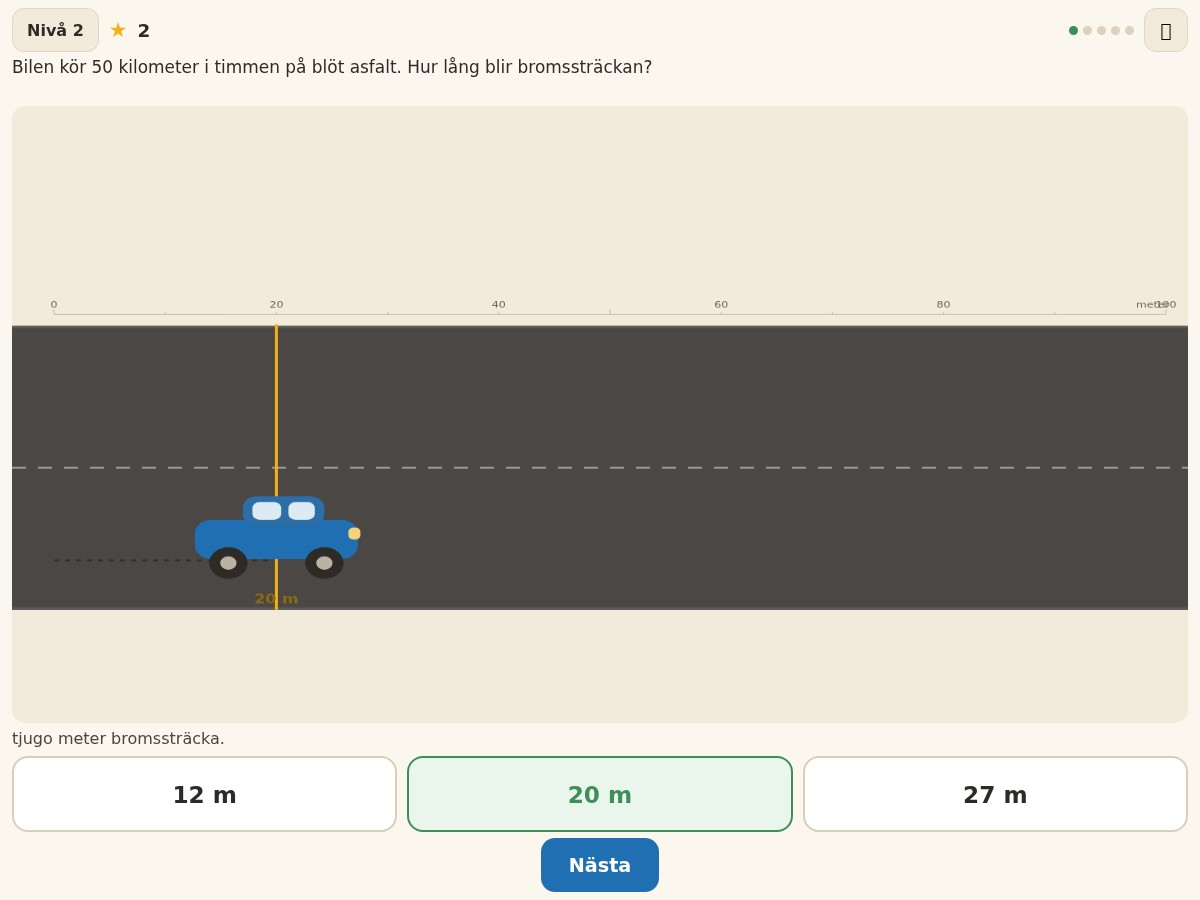 Nivå 2 ★ 2
Bilen kör 50 kilometer i timmen på blöt asfalt. Hur lång blir bromssträckan?
0 20 40 60 80 meter 100
20 m
tjugo meter bromssträcka.
12 m 20 m 27 m
Nästa